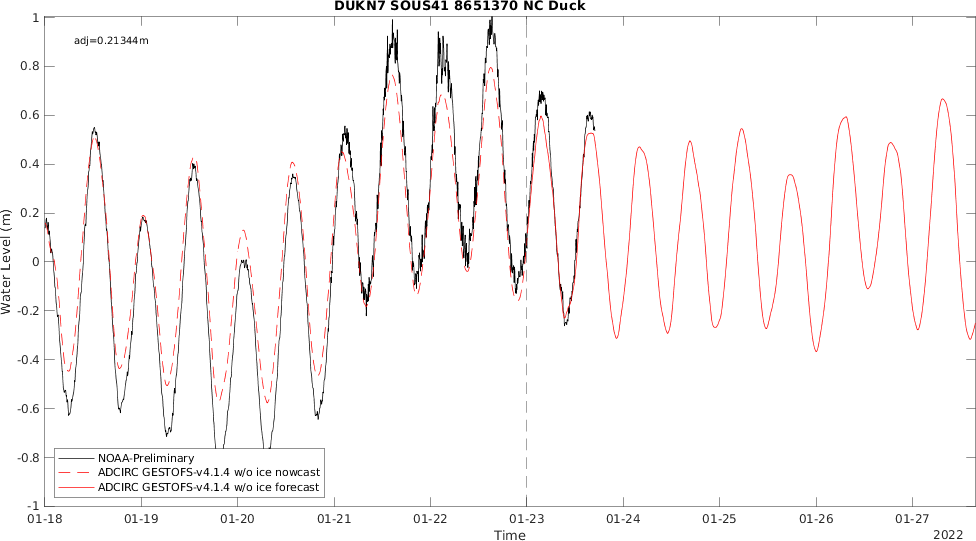 DUKN7 SOUS41 8651370 NC Duck
adj=0.21344m
1
0.8
0.6
0.4
0.2
0
-0.2
-0.4
-0.6
-0.8
-1
Water Level (m)
NOAA-Preliminary
ADCIRC GESTOFS-v4.1.4 w/o ice nowcast
ADCIRC GESTOFS-v4.1.4 w/o ice forecast
01-18 01-19 01-20 01-21 01-22 01-23 01-24 01-25 01-26 01-27
Time
2022